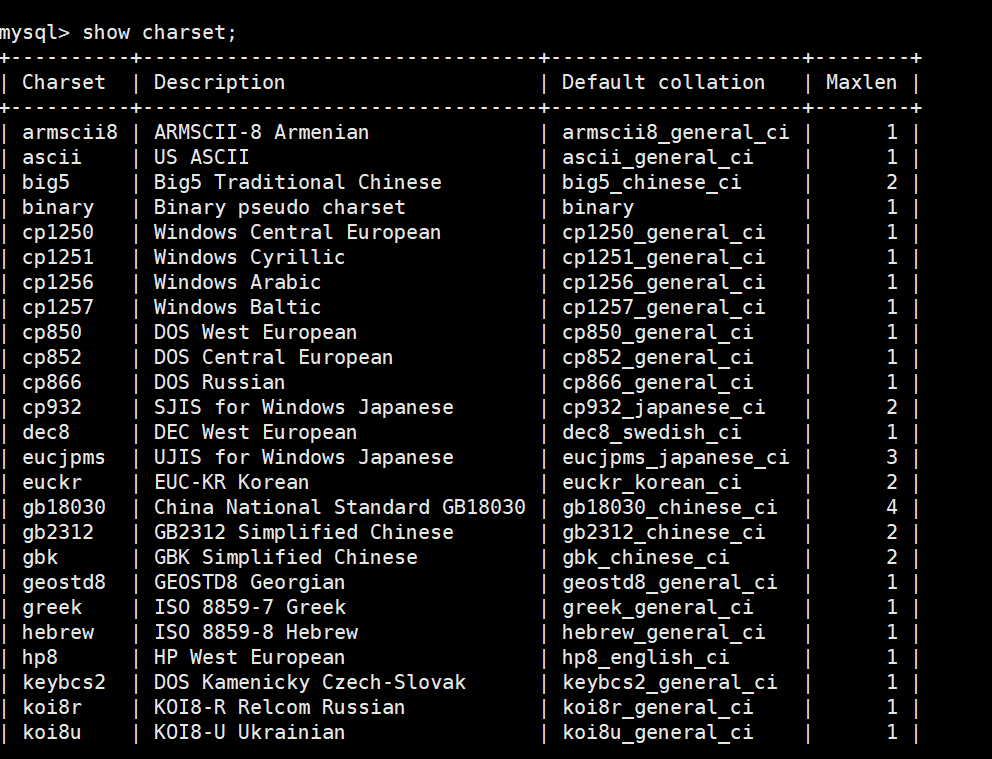 mysql> show charset;
+----------+---------------------------------+---------------------+--------+
| Charset  | Description                     | Default collation   | Maxlen |
+----------+---------------------------------+---------------------+--------+
| armscii8 | ARMSCII-8 Armenian              | armscii8_general_ci |      1 |
| ascii    | US ASCII                        | ascii_general_ci    |      1 |
| big5     | Big5 Traditional Chinese        | big5_chinese_ci     |      2 |
| binary   | Binary pseudo charset           | binary              |      1 |
| cp1250   | Windows Central European        | cp1250_general_ci   |      1 |
| cp1251   | Windows Cyrillic                | cp1251_general_ci   |      1 |
| cp1256   | Windows Arabic                  | cp1256_general_ci   |      1 |
| cp1257   | Windows Baltic                  | cp1257_general_ci   |      1 |
| cp850    | DOS West European               | cp850_general_ci    |      1 |
| cp852    | DOS Central European            | cp852_general_ci    |      1 |
| cp866    | DOS Russian                     | cp866_general_ci    |      1 |
| cp932    | SJIS for Windows Japanese       | cp932_japanese_ci   |      2 |
| dec8     | DEC West European               | dec8_swedish_ci     |      1 |
| eucjpms  | UJIS for Windows Japanese       | eucjpms_japanese_ci |      3 |
| euckr    | EUC-KR Korean                   | euckr_korean_ci     |      2 |
| gb18030  | China National Standard GB18030 | gb18030_chinese_ci  |      4 |
| gb2312   | GB2312 Simplified Chinese       | gb2312_chinese_ci   |      2 |
| gbk      | GBK Simplified Chinese          | gbk_chinese_ci      |      2 |
| geostd8  | GEOSTD8 Georgian                | geostd8_general_ci  |      1 |
| greek    | ISO 8859-7 Greek                | greek_general_ci    |      1 |
| hebrew   | ISO 8859-8 Hebrew               | hebrew_general_ci   |      1 |
| hp8      | HP West European                | hp8_english_ci      |      1 |
| keybcs2  | DOS Kamenicky Czech-Slovak      | keybcs2_general_ci  |      1 |
| koi8r    | KOI8-R Relcom Russian           | koi8r_general_ci    |      1 |
| koi8u    | KOI8-U Ukrainian                | koi8u_general_ci    |      1 |